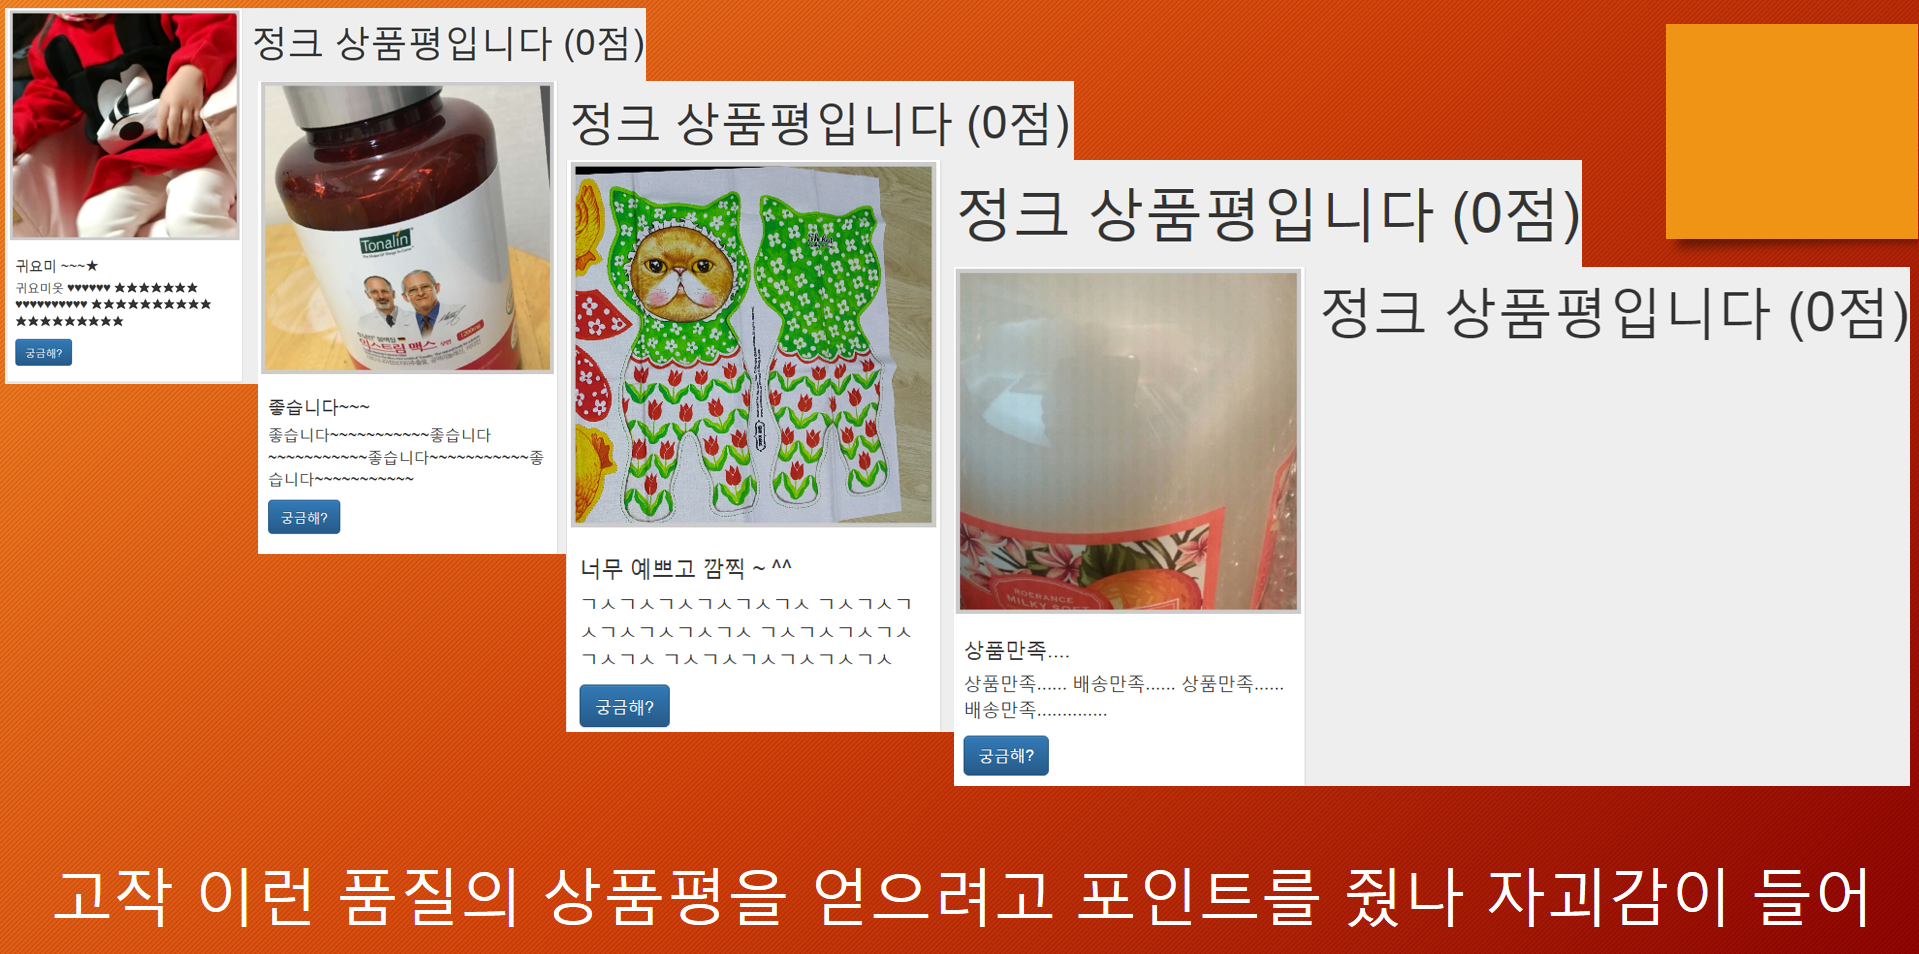 정크 상품평입니다 (0점)
귀요미 ~~~★
귀요미옷 ♥♥♥♥♥♥ ★★★★★★★
♥♥♥♥♥♥♥♥♥♥ ★★★★★★★★★★
★★★★★★★★★
궁금해?
정크 상품평입니다 (0점)
Tonalin
1200mg
좋습니다~~~
좋습니다~~~~~~~~~~~좋습니다
~~~~~~~~~~~좋습니다~~~~~~~~~~~좋
습니다~~~~~~~~~~~
궁금해?
정크 상품평입니다 (0점)
너무 예쁘고 깜찍 ~ ^^
ㄱㅅㄱㅅㄱㅅㄱㅅㄱㅅㄱㅅ ㄱㅅㄱㅅㄱ
ㅅㄱㅅㄱㅅㄱㅅㄱㅅ ㄱㅅㄱㅅㄱㅅㄱㅅ
ㄱㅅㄱㅅ ㄱㅅㄱㅅㄱㅅㄱㅅㄱㅅㄱㅅ
궁금해?
정크 상품평입니다 (0점)
ROERANCE
MILKY SOFT
상품만족....
상품만족...... 배송만족...... 상품만족......
배송만족..............
궁금해?
고작 이런 품질의 상품평을 얻으려고 포인트를 줬나 자괴감이 들어